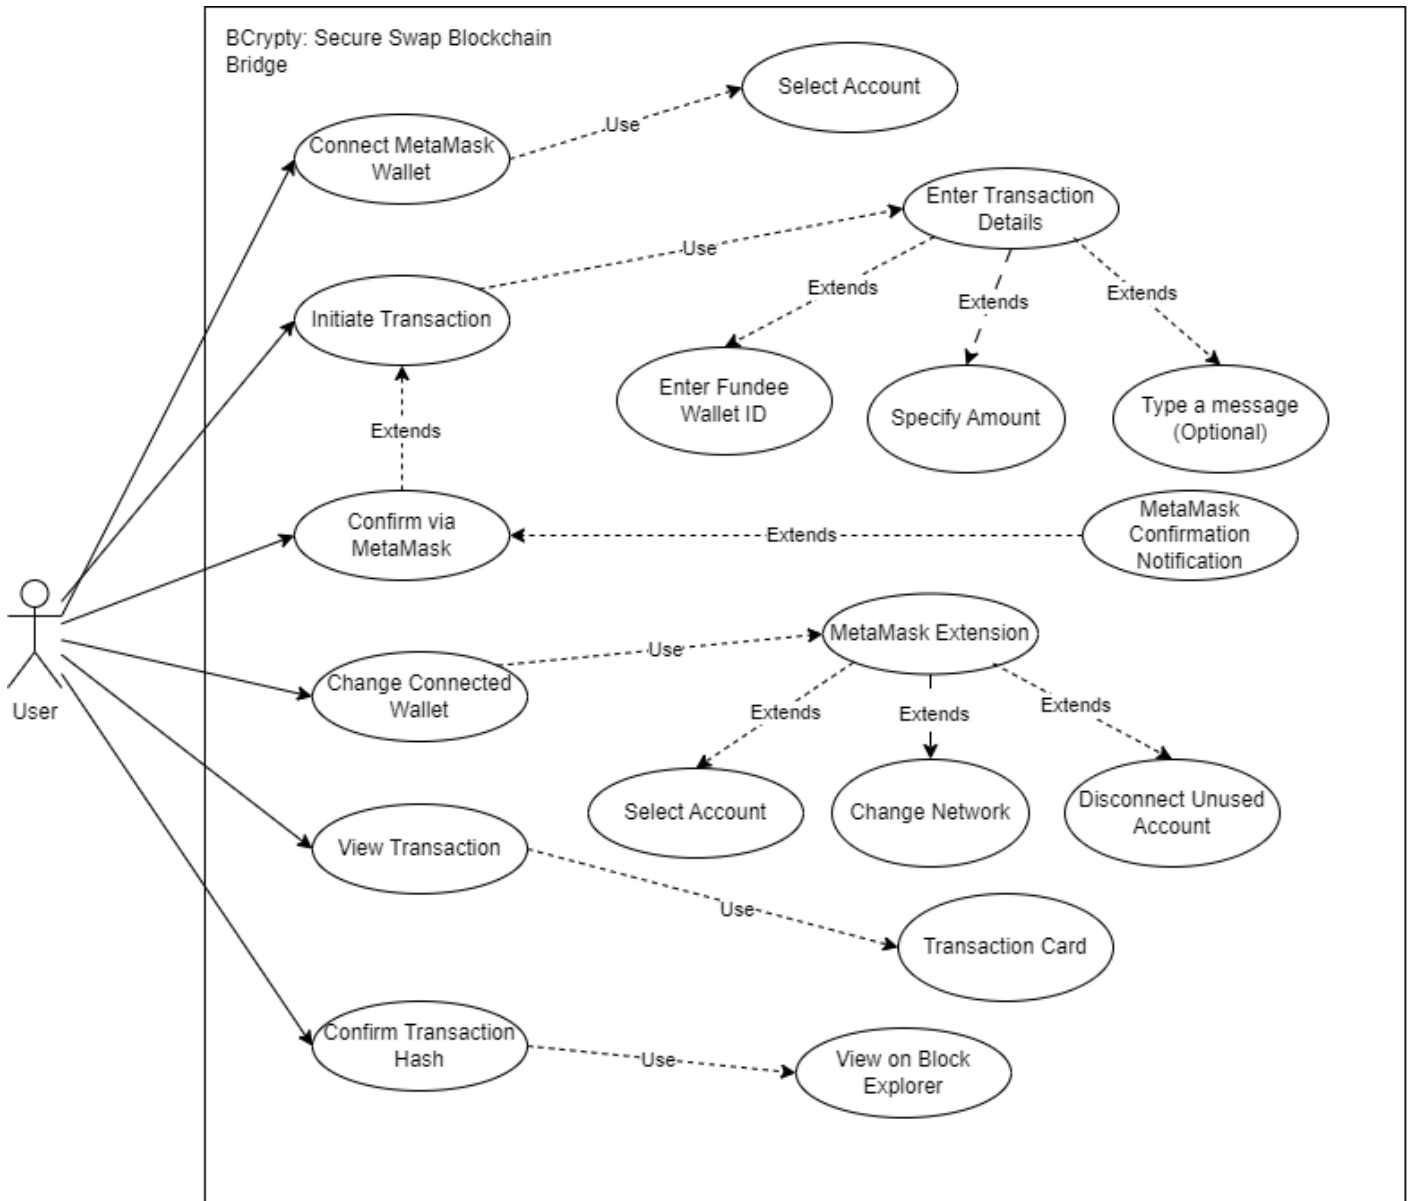 BCrypty: Secure Swap Blockchain
Bridge
Select Account
Use
Connect MetaMask
Wallet
Enter Transaction
Details
Use
Extends
Extends
Extends
Initiate Transaction
Enter Fundee
Wallet ID
Specify Amount
Type a message
(Optional)
Extends
Confirm via
MetaMask
Extends
MetaMask
Confirmation
Notification
MetaMask Extension
Use
User
Change Connected
Wallet
Extends
Extends
Extends
Select Account
Change Network
Disconnect Unused
Account
View Transaction
Use
Transaction Card
Confirm Transaction
Hash
Use
View on Block
Explorer